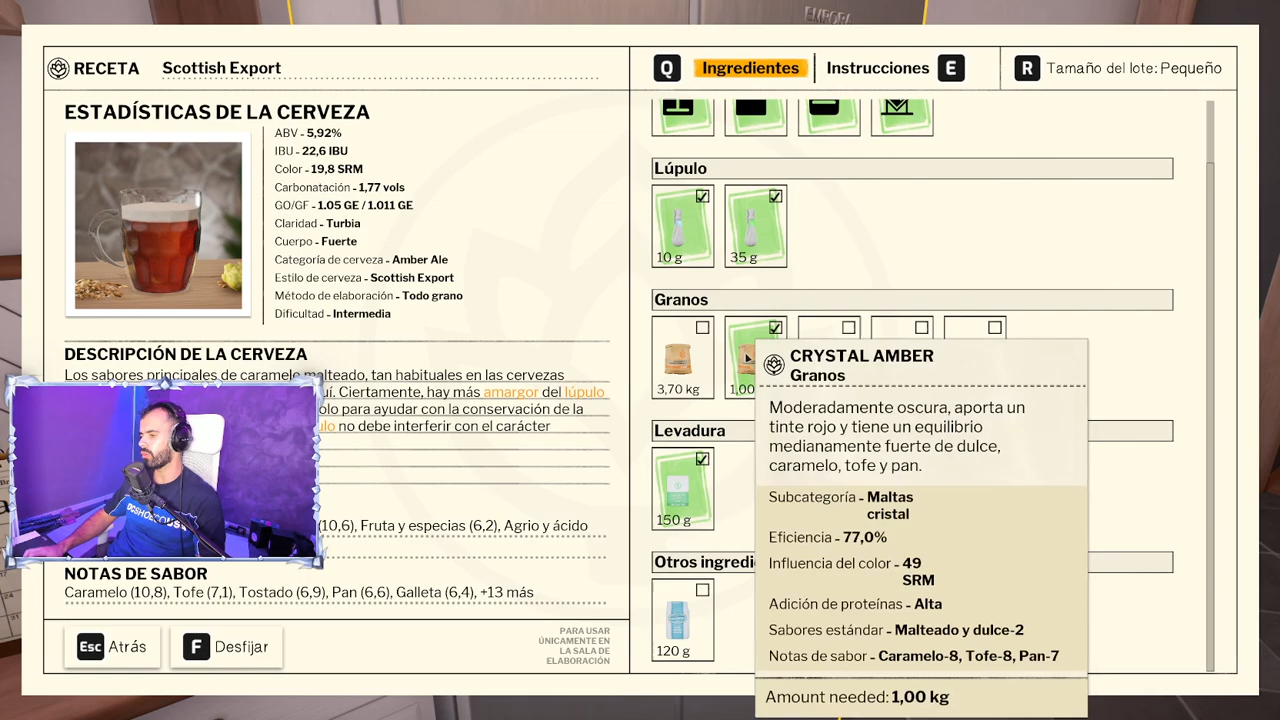 RECETA Scottish Export
ESTADÍSTICAS DE LA CERVEZA
ABV - 5,92%
IBU - 22,6 IBU
Color - 19,8 SRM
Carbonatación - 1,77 vols
GO/GF - 1.05 GE / 1.011 GE
Claridad - Turbia
Cuerpo - Fuerte
Categoría de cerveza - Amber Ale
Estilo de cerveza - Scottish Export
Método de elaboración - Todo grano
Dificultad - Intermedia
DESCRIPCIÓN DE LA CERVEZA
Los sabores principales de caramelo malteado, tan habituales en las cervezas
uí. Ciertamente, hay más amargor del lúpulo
olo para ayudar con la conservación de la
no debe interferir con el carácter
(10,6), Fruta y especias (6,2), Agrio y ácido
NOTAS DE SABOR
Caramelo (10,8), Tofe (7,1), Tostado (6,9), Pan (6,6), Galleta (6,4), +13 más
Esc Atrás
F Desfijar
PARA USAR
ÚNICAMENTE EN
LA SALA DE
ELABORACIÓN
Q Ingredientes Instrucciones E
R Tamaño del lote: Pequeño
Lúpulo
10 g 35 g
Granos
3,70 kg 1,00
Levadura
150 g
Otros ingredi
120 g
CRYSTAL AMBER
Granos
Moderadamente oscura, aporta un
tinte rojo y tiene un equilibrio
medianamente fuerte de dulce,
caramelo, tofe y pan.
Subcategoría - Maltas
cristal
Eficiencia - 77,0%
Influencia del color - 49
SRM
Adición de proteínas - Alta
Sabores estándar - Malteado y dulce-2
Notas de sabor - Caramelo-8, Tofe-8, Pan-7
Amount needed: 1,00 kg